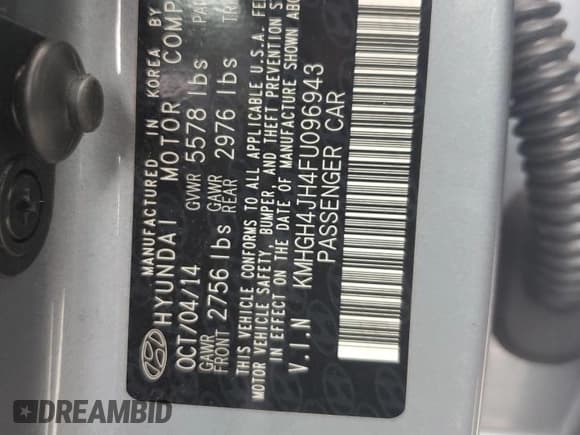 MANUFACTURED IN KOREA BY
HYUNDAI MOTOR COMP
OCT/04/14 GVWR 5578 lbs
GAWR FRONT 2756 lbs GAWR REAR 2976 lbs
THIS VEHICLE CONFORMS TO ALL APPLICABLE U.S.A. FE
MOTOR VEHICLE SAFETY, BUMPER, AND THEFT PREVENTION S
IN EFFECT ON THE DATE OF MANUFACTURE SHOWN ABO
V.I.N KMHGH4JH4FU096943
PASSENGER CAR
DREAMBID